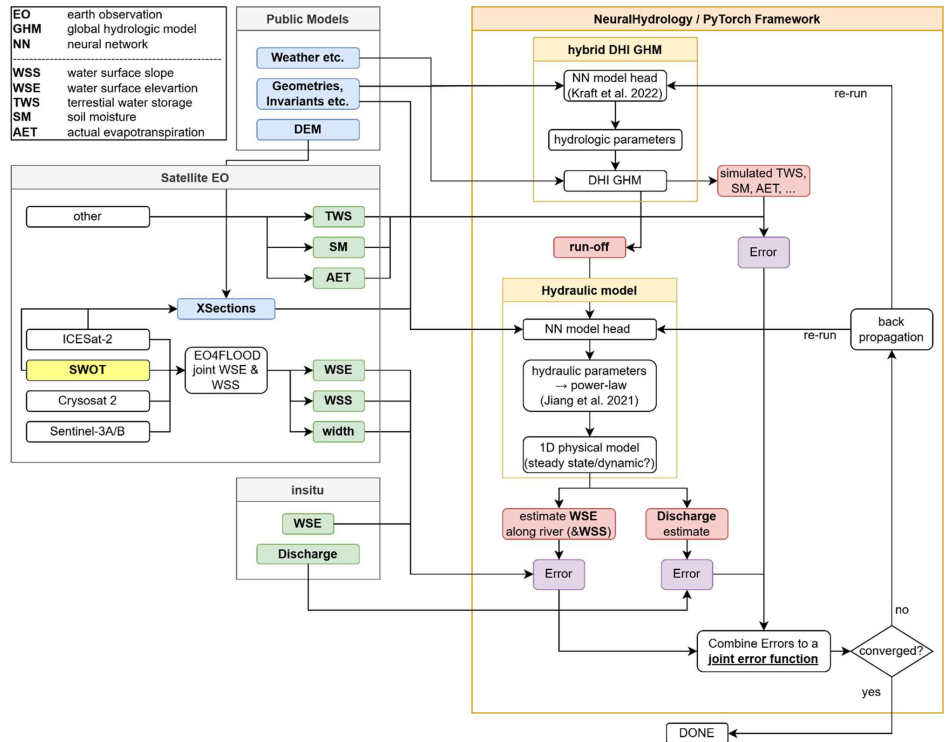 EO earth observation
GHM global hydrologic model
NN neural network
WSS water surface slope
WSE water surface elevartion
TWS terrestial water storage
SM soil moisture
AET actual evapotranspiration
Public Models
Weather etc.
Geometries,
Invariants etc.
DEM
Satellite EO
other
TWS
SM
AET
XSections
ICESat-2
SWOT
Crysosat 2
Sentinel-3A/B
EO4FLOOD
joint WSE &
WSS
WSE
WSS
width
insitu
WSE
Discharge
NeuralHydrology / PyTorch Framework
hybrid DHI GHM
NN model head
(Kraft et al. 2022)
hydrologic parameters
DHI GHM
simulated TWS,
SM, AET, ...
Error
run-off
Hydraulic model
NN model head
hydraulic parameters
→ power-law
(Jiang et al. 2021)
1D physical model
(steady state/dynamic?)
estimate WSE
along river (&WSS)
Discharge
estimate
Error
Error
re-run
re-run
back
propagation
no
Combine Errors to a
joint error function
converged?
yes
DONE